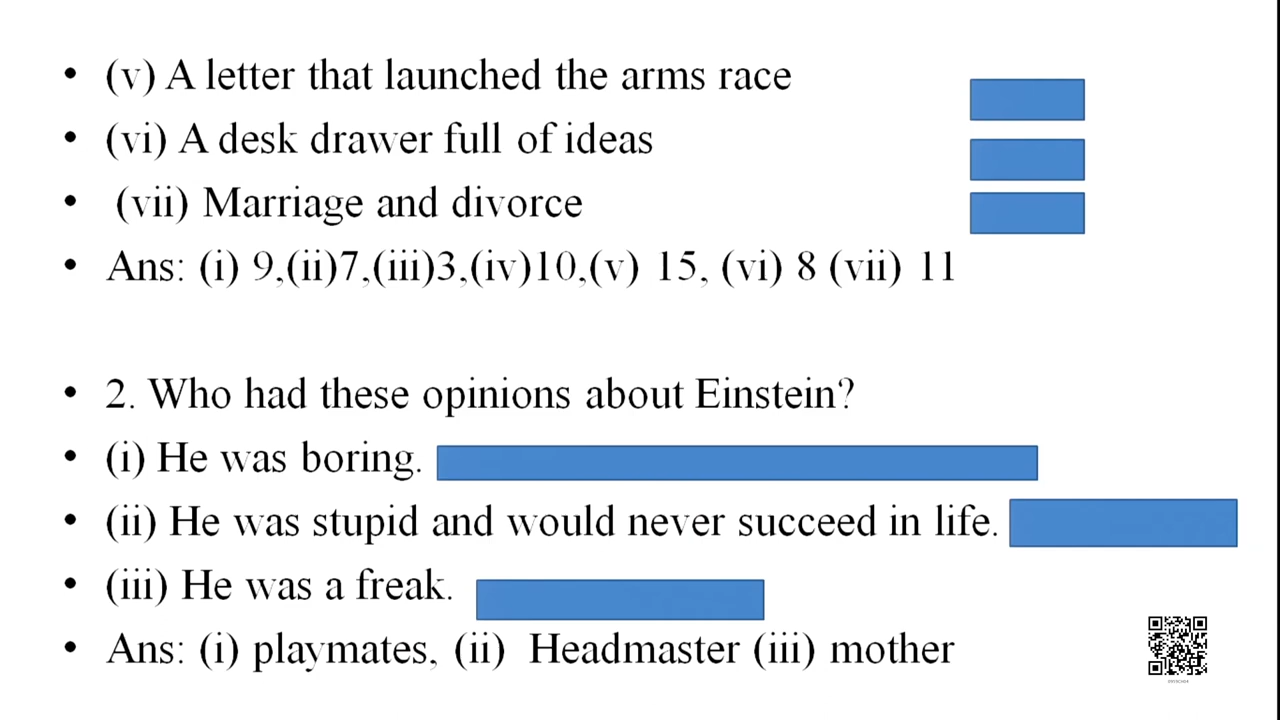 • (v) A letter that launched the arms race
• (vi) A desk drawer full of ideas
• (vii) Marriage and divorce
• Ans: (i) 9,(ii)7,(iii)3,(iv)10,(v) 15, (vi) 8 (vii) 11
• 2. Who had these opinions about Einstein?
• (i) He was boring.
• (ii) He was stupid and would never succeed in life.
• (iii) He was a freak.
• Ans: (i) playmates, (ii) Headmaster (iii) mother